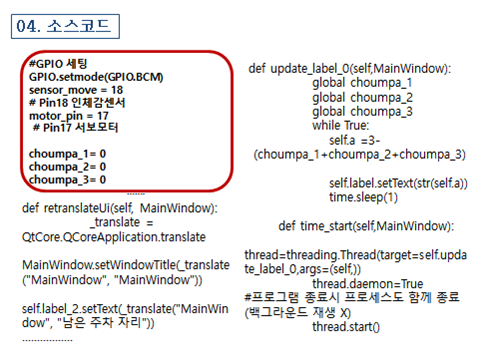 04. 소스코드
#GPIO 세팅
GPIO.setmode(GPIO.BCM)
sensor_move = 18
# Pin18 인체감센서
motor_pin = 17
# Pin17 서보모터
choumpa_1= 0
choumpa_2= 0
choumpa_3= 0
.......
def retranslateUi(self, MainWindow):
_translate =
QtCore.QCoreApplication.translate
MainWindow.setWindowTitle(_translate
("MainWindow", "MainWindow"))
self.label_2.setText(_translate("MainWin
dow", "남은 주차 자리"))
.................
def update_label_0(self,MainWindow):
global choumpa_1
global choumpa_2
global choumpa_3
while True:
self.a =3-
(choumpa_1+choumpa_2+choumpa_3)
self.label.setText(str(self.a))
time.sleep(1)
def time_start(self,MainWindow):
thread=threading.Thread(target=self.upda
te_label_0,args=(self,))
thread.daemon=True
#프로그램 종료시 프로세스도 함께 종료
(백그라운드 재생 X)
thread.start()